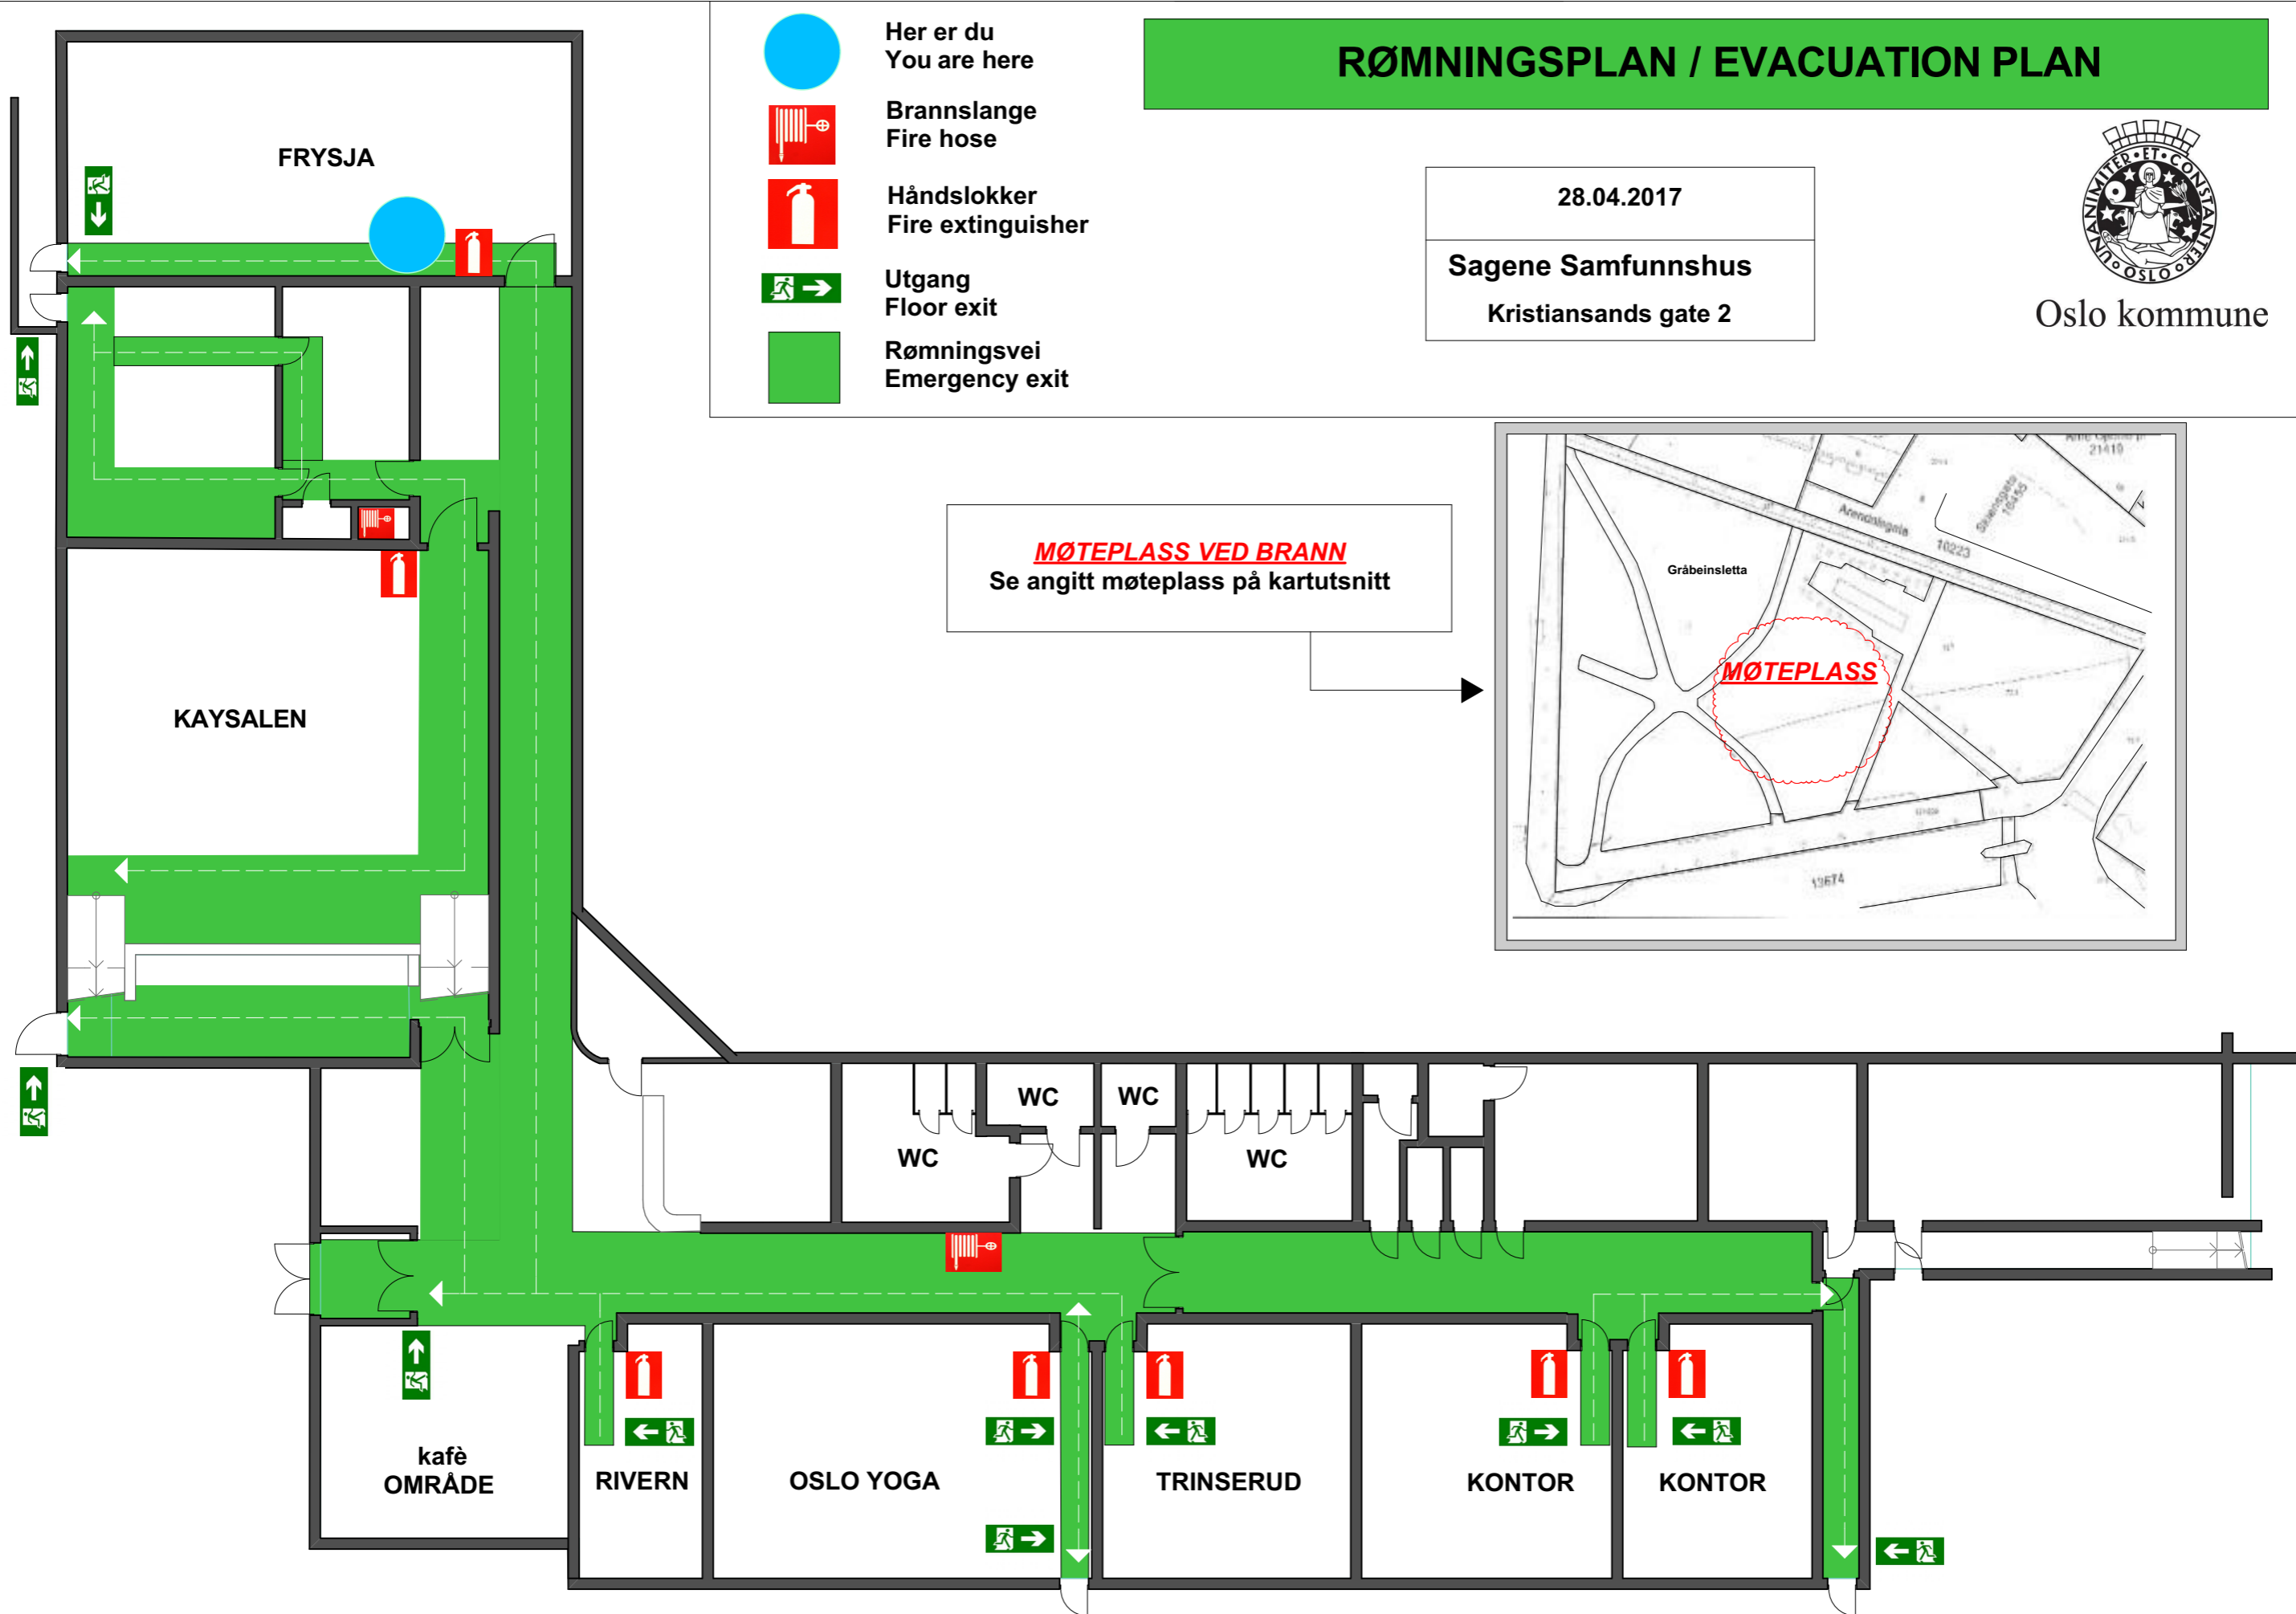 Her er du
You are here
Brannslange
Fire hose
Håndslokker
Fire extinguisher
Utgang
Floor exit
Rømningsvei
Emergency exit
RØMNINGSPLAN / EVACUATION PLAN
28.04.2017
Sagene Samfunnshus
Kristiansands gate 2
UNANIMITER·ET·CONSTANTER·OSLO
Oslo kommune
FRYSJA
KAYSALEN
MØTEPLASS VED BRANN
Se angitt møteplass på kartutsnitt
21419
Arendalsgata
10223
Gråbeinsletta
MØTEPLASS
13674
WC
WC
WC
WC
kafè
OMRÅDE
RIVERN
OSLO YOGA
TRINSERUD
KONTOR
KONTOR